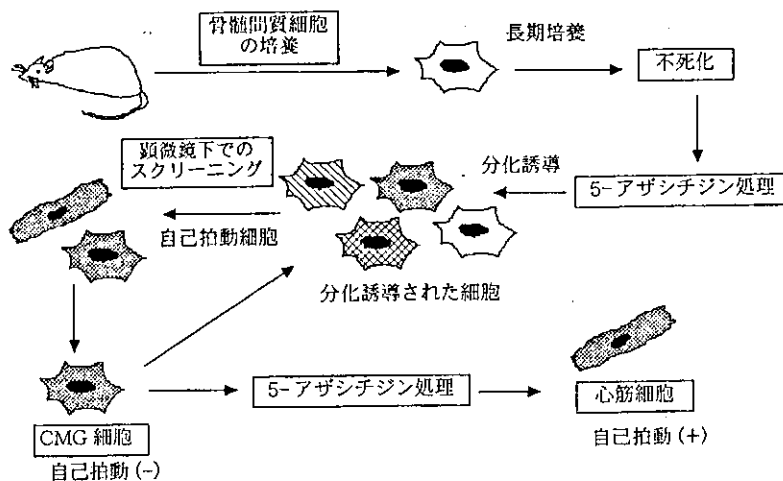 骨髄間質細胞
の培養
長期培養
不死化
顕微鏡下での
スクリーニング
分化誘導
5-アザシチジン処理
自己拍動細胞
分化誘導された細胞
5-アザシチジン処理
CMG 細胞
自己拍動(-)
心筋細胞
自己拍動(+)